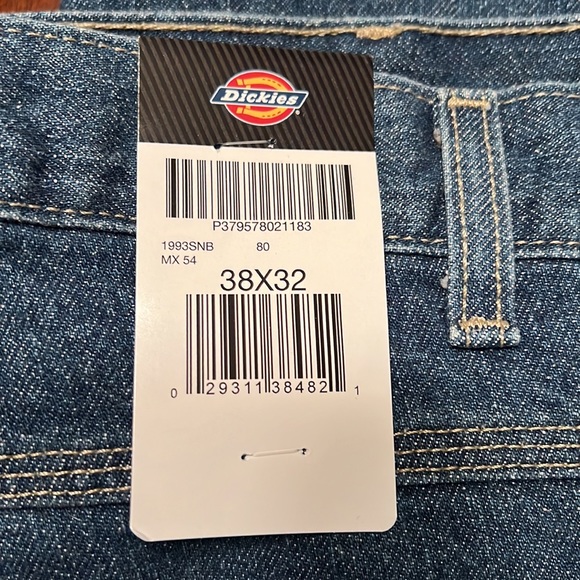 Dickies
P379578021183
1993SNB 80
MX 54
38X32
0 29311 38482 1